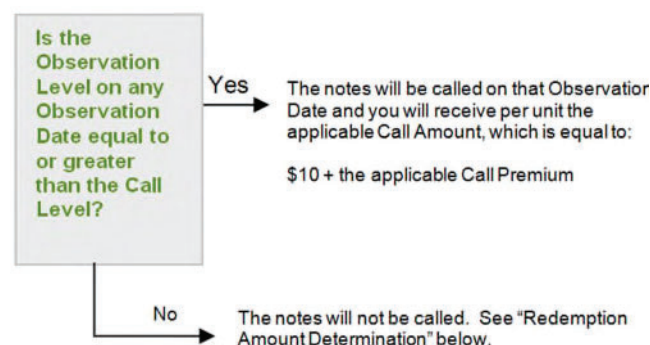 Is the
Observation
Level on any
Observation
Date equal to
or greater
than the Call
Level?
Yes
The notes will be called on that Observation
Date and you will receive per unit the
applicable Call Amount, which is equal to:
$10 + the applicable Call Premium
No
The notes will not be called. See “Redemption
Amount Determination” below.